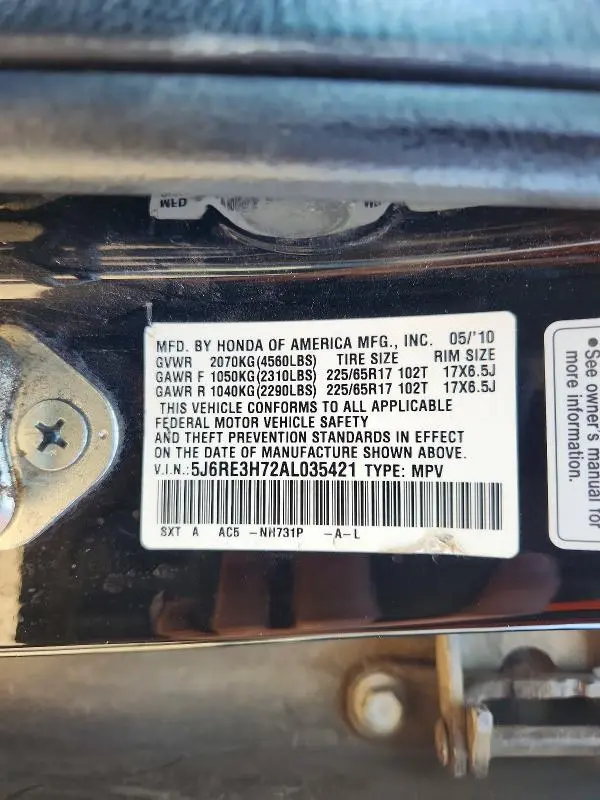 MFD. BY HONDA OF AMERICA MFG., INC. 05/'10
GVWR 2070KG(4560LBS) TIRE SIZE RIM SIZE
GAWR F 1050KG(2310LBS) 225/65R17 102T 17X6.5J
GAWR R 1040KG(2290LBS) 225/65R17 102T 17X6.5J
THIS VEHICLE CONFORMS TO ALL APPLICABLE
FEDERAL MOTOR VEHICLE SAFETY
AND THEFT PREVENTION STANDARDS IN EFFECT
ON THE DATE OF MANUFACTURE SHOWN ABOVE.
V.I.N.:5J6RE3H72AL035421 TYPE: MPV
SXT A AC5 -NH731P -A-L
•See owner's manual for
more information.